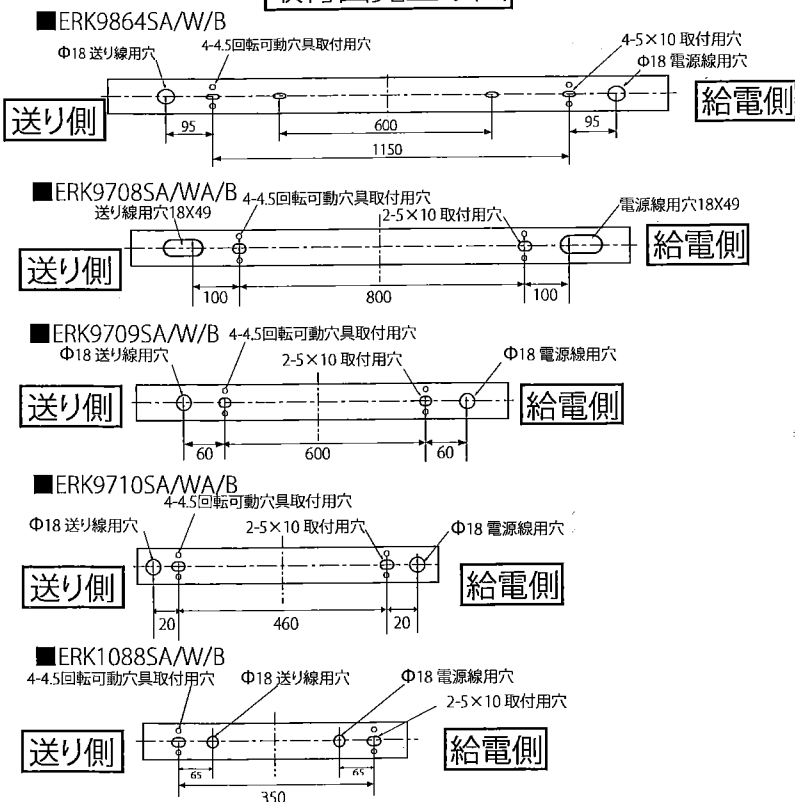 ■ERK9864SA/W/B
Φ18 送り線用穴
4-4.5回転可動穴具取付用穴
4-5×10 取付用穴
Φ18 電源線用穴
送り側
給電側
95
600
95
1150
■ERK9708SA/WA/B
送り線用穴18X49
4-4.5回転可動穴具取付用穴
2-5×10 取付用穴
電源線用穴18X49
送り側
給電側
100
800
100
■ERK9709SA/W/B
Φ18 送り線用穴
4-4.5回転可動穴具取付用穴
2-5×10 取付用穴
Φ18 電源線用穴
送り側
給電側
60
600
60
■ERK9710SA/WA/B
4-4.5回転可動穴具取付用穴
Φ18 送り線用穴
2-5×10 取付用穴
Φ18 電源線用穴
送り側
給電側
20
460
20
■ERK1088SA/W/B
4-4.5回転可動穴具取付用穴
Φ18 送り線用穴
Φ18 電源線用穴
2-5×10 取付用穴
送り側
給電側
65
65
350